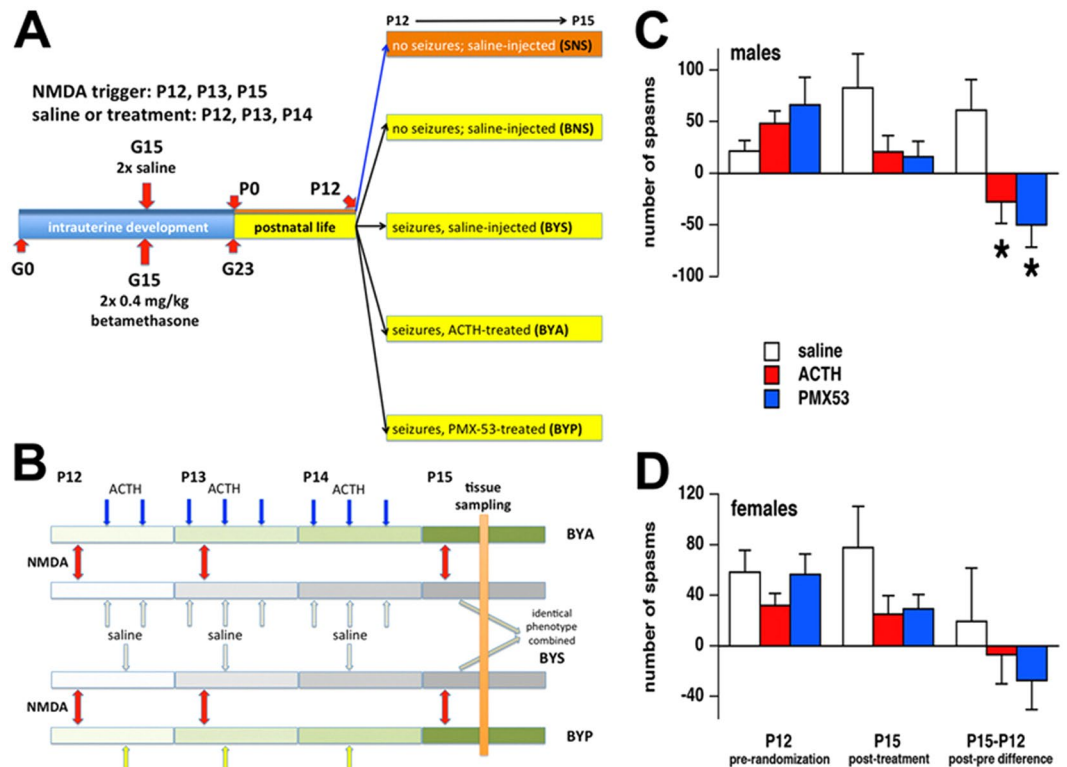 A
NMDA trigger: P12, P13, P15
saline or treatment: P12, P13, P14
G15
2x saline
P0
P12
intrauterine development
postnatal life
G0
G15
G23
2x 0.4 mg/kg
betamethasone
P12
P15
no seizures; saline-injected (SNS)
no seizures; saline-injected (BNS)
seizures, saline-injected (BYS)
seizures, ACTH-treated (BYA)
seizures, PMX-53-treated (BYP)
B
P12
P13
P14
P15
ACTH
ACTH
ACTH
tissue
sampling
BYA
NMDA
saline
saline
saline
identical
phenotype
combined
BYS
NMDA
BYP
C
males
number of spasms
100
50
0
-50
-100
*
*
saline
ACTH
PMX53
D
females
number of spasms
120
80
40
0
-40
P12
pre-randomization
P15
post-treatment
P15-P12
post-pre difference